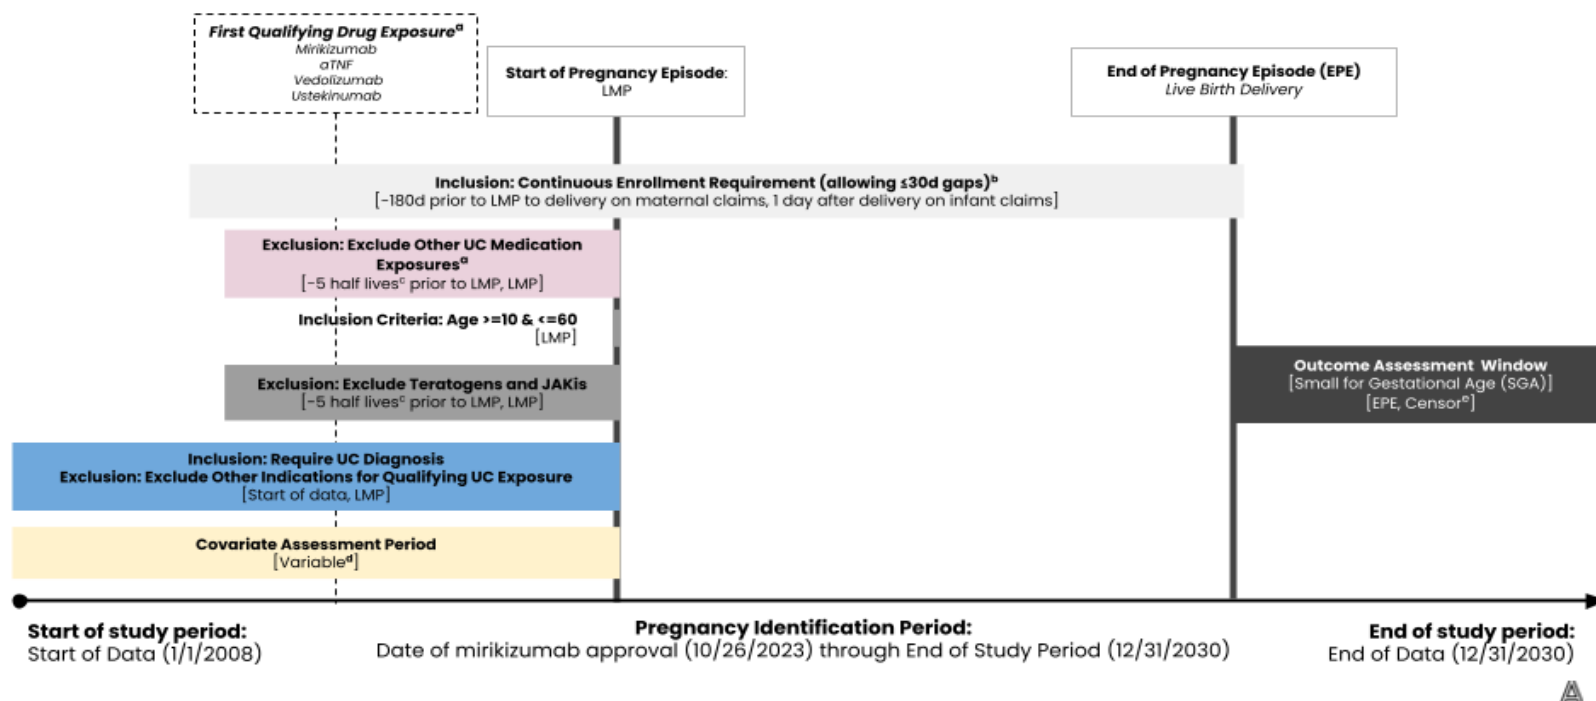 First Qualifying Drug Exposureᵃ
Mirikizumab
aTNF
Vedolizumab
Ustekinumab
Start of Pregnancy Episode:
LMP
End of Pregnancy Episode (EPE)
Live Birth Delivery
Inclusion: Continuous Enrollment Requirement (allowing ≤30d gaps)ᵇ
[-180d prior to LMP to delivery on maternal claims, 1 day after delivery on infant claims]
Exclusion: Exclude Other UC Medication
Exposuresᵃ
[-5 half livesᶜ prior to LMP, LMP]
Inclusion Criteria: Age >=10 & <=60
[LMP]
Exclusion: Exclude Teratogens and JAKis
[-5 half livesᶜ prior to LMP, LMP]
Outcome Assessment Window
[Small for Gestational Age (SGA)]
[EPE, Censorᵉ]
Inclusion: Require UC Diagnosis
Exclusion: Exclude Other Indications for Qualifying UC Exposure
[Start of data, LMP]
Covariate Assessment Period
[Variableᵈ]
Start of study period:
Start of Data (1/1/2008)
Pregnancy Identification Period:
Date of mirikizumab approval (10/26/2023) through End of Study Period (12/31/2030)
End of study period:
End of Data (12/31/2030)